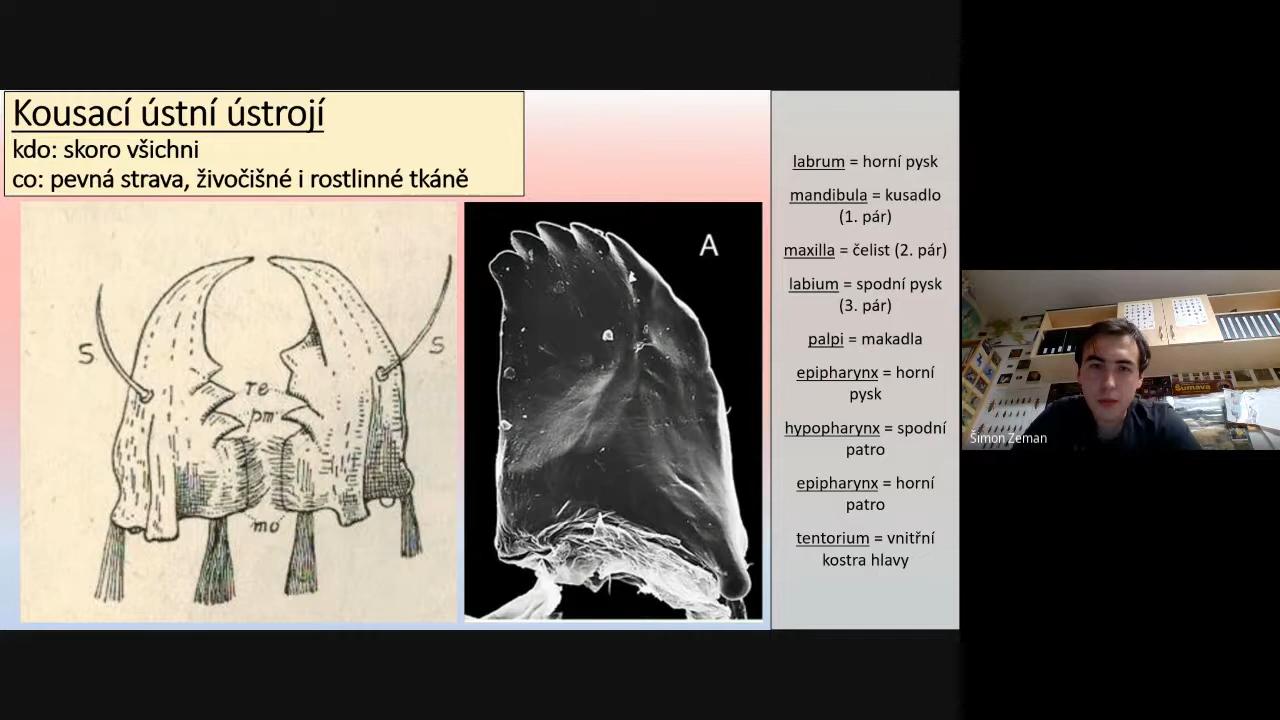 Kousací ústní ústrojí
kdo: skoro všichni
co: pevná strava, živočišné i rostlinné tkáně
S
S
re
pm
mo
A
labrum = horní pysk
mandibula = kusadlo
(1. pár)
maxilla = čelist (2. pár)
labium = spodní pysk
(3. pár)
palpi = makadla
epipharynx = horní
pysk
hypopharynx = spodní
patro
epipharynx = horní
patro
tentorium = vnitřní
kostra hlavy
Šumava
Šimon Zeman